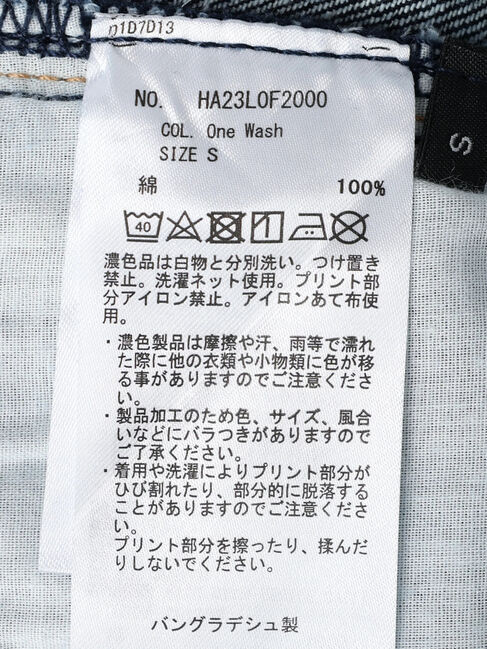 D1D7D13
NO. HA23L0F2000
COL. One Wash
SIZE S
綿 100%
40
濃色品は白物と分別洗い。つけ置き
禁止。洗濯ネット使用。プリント部
分アイロン禁止。アイロンあて布使
用。
・濃色製品は摩擦や汗、雨等で濡れ
た際に他の衣類や小物類に色が移
る事がありますのでご注意くださ
い。
・製品加工のため色、サイズ、風合
いなどにバラつきがありますので
ご了承ください。
・着用や洗濯によりプリント部分が
ひび割れたり、部分的に脱落する
ことがありますのでご注意くださ
い。
プリント部分を擦ったり、揉んだ
りしないでください。
バングラデシュ製
S